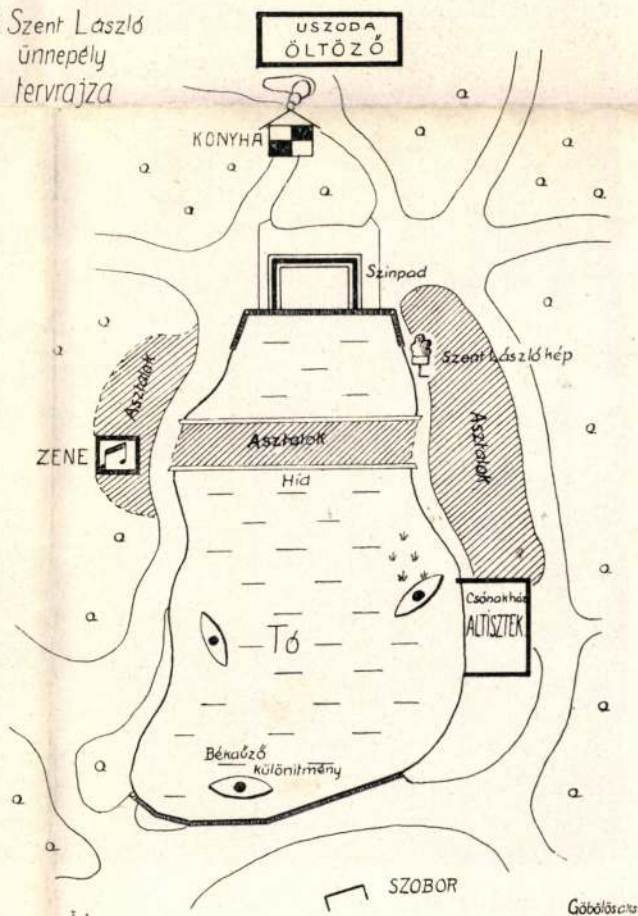 Szent László
ünnepély
tervrajza
USZODA
ÖLTÖZŐ
KONYHA
Szinpad
Szent László kép
Asztalok
Asztalok
Asztalok
ZENE
Híd
Csónakház
ALTISZTEK
Tó
Békaűző
különítmény
SZOBOR